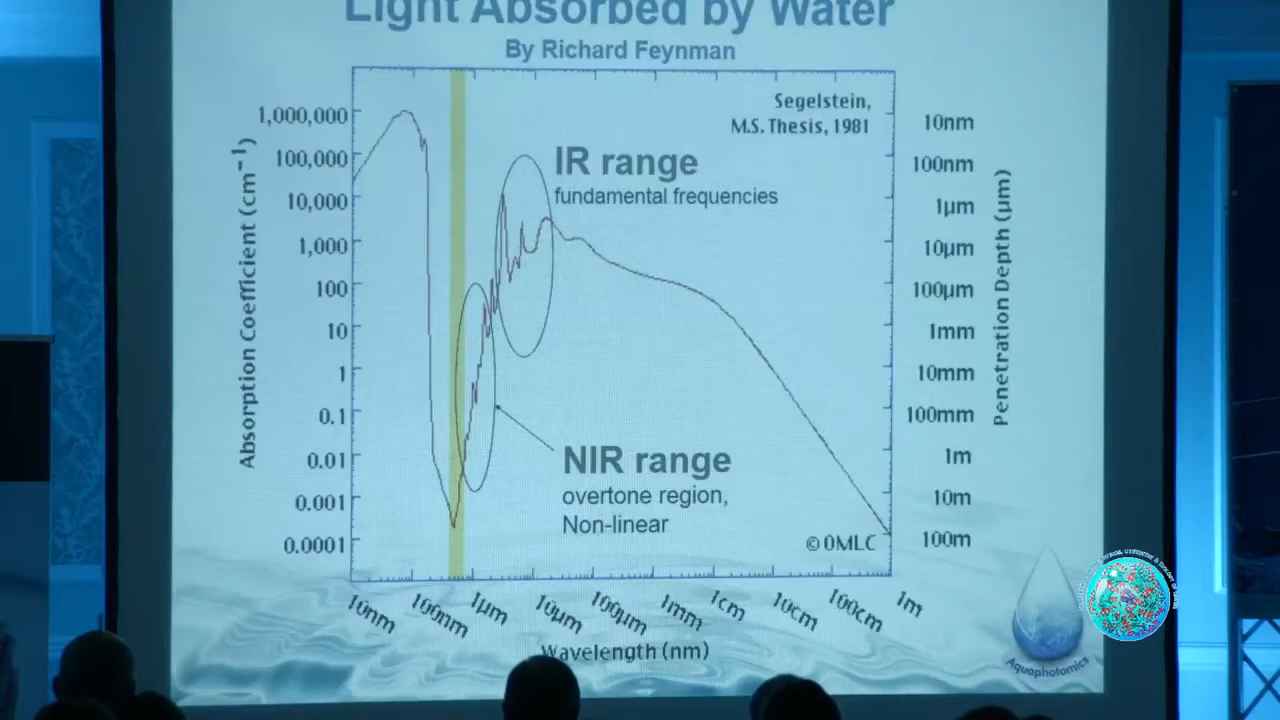 Light Absorbed by Water
By Richard Feynman
Segelstein,
M.S. Thesis, 1981
IR range
fundamental frequencies
NIR range
overtone region,
Non-linear
©OMLC
Absorption Coefficient (cm⁻¹)
1,000,000
100,000
10,000
1,000
100
10
1
0.1
0.01
0.001
0.0001
10nm
100nm
1µm
10µm
100µm
1mm
10mm
100mm
1m
10m
100m
Penetration Depth (µm)
10nm
100nm
1µm
10µm
100µm
1mm
1cm
10cm
100cm
1m
Wavelength (nm)
Aquaphotomics